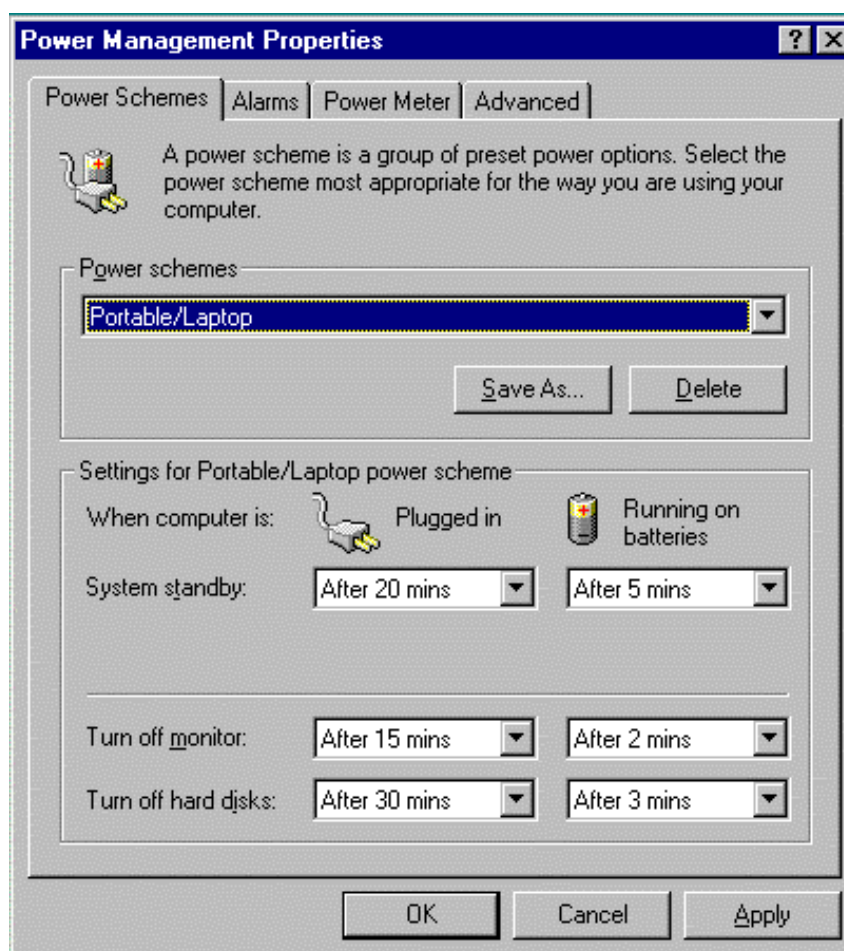 Power Management Properties
Power Schemes Alarms Power Meter Advanced
A power scheme is a group of preset power options. Select the
power scheme most appropriate for the way you are using your
computer.
Power schemes
Portable/Laptop
Save As... Delete
Settings for Portable/Laptop power scheme
When computer is: Plugged in Running on
batteries
System standby: After 20 mins After 5 mins
Turn off monitor: After 15 mins After 2 mins
Turn off hard disks: After 30 mins After 3 mins
OK Cancel Apply